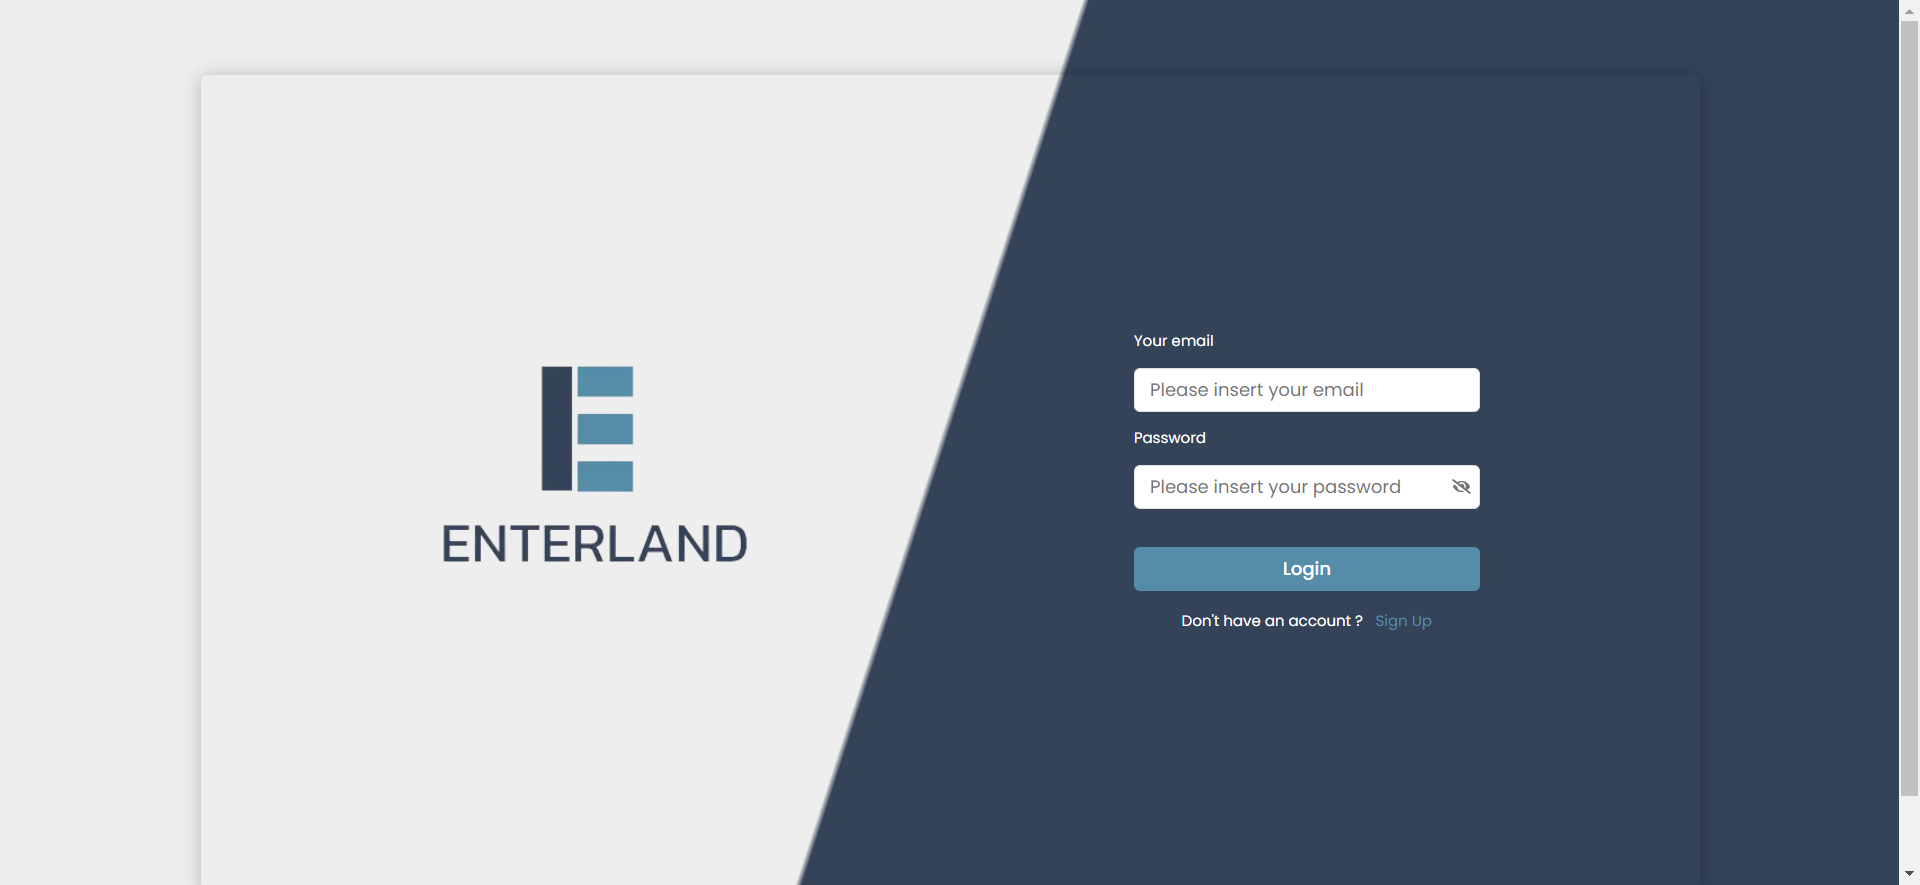 ENTERLAND
Your email
Please insert your email
Password
Please insert your password
Login
Don't have an account ? Sign Up